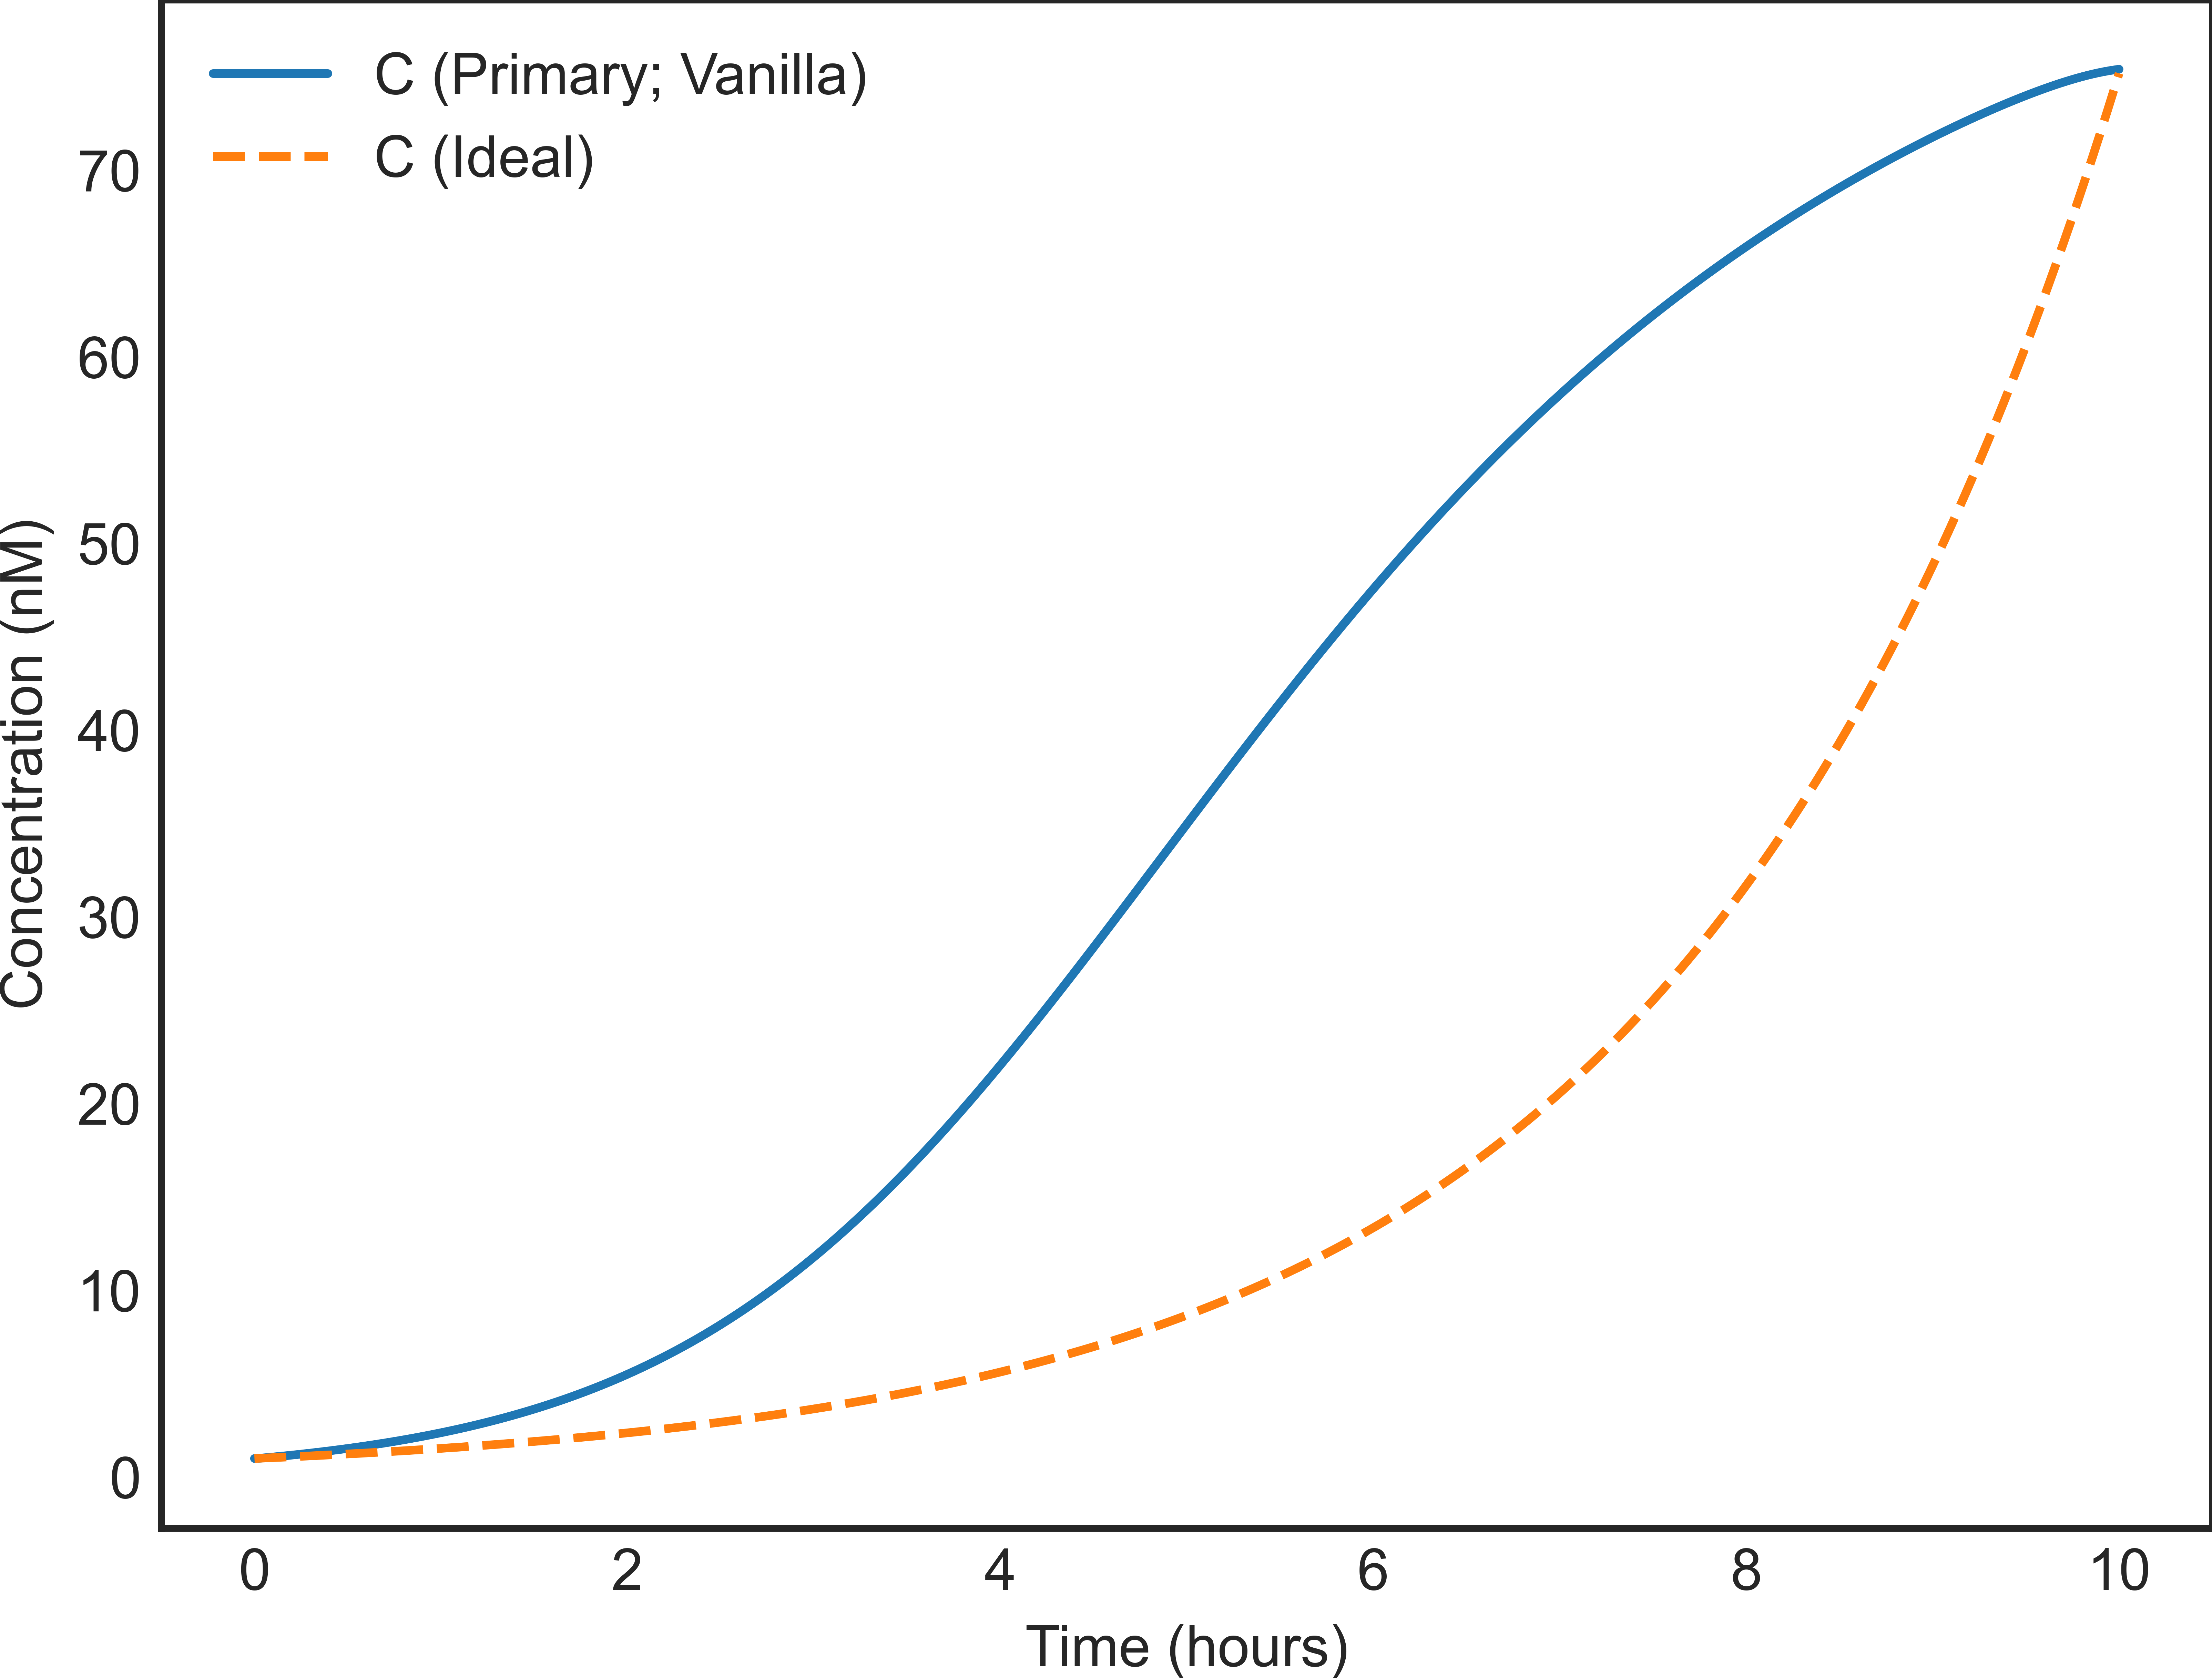 C (Primary; Vanilla)
C (Ideal)
Concentration (nM)
70
60
50
40
30
20
10
0
0 2 4 6 8 10
Time (hours)